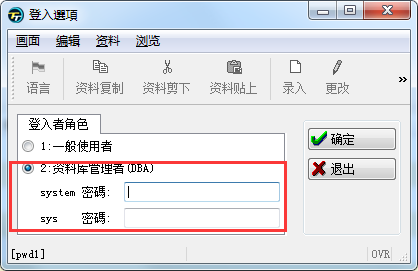 登入選項
画面 编辑 资料 浏览
语言 资料复制 资料剪下 资料贴上 录入 更改 »
登入者角色
1:一般使用者
2:资料库管理者(DBA)
system 密碼:
sys 密碼:
确定
退出
[pwd1] OVR